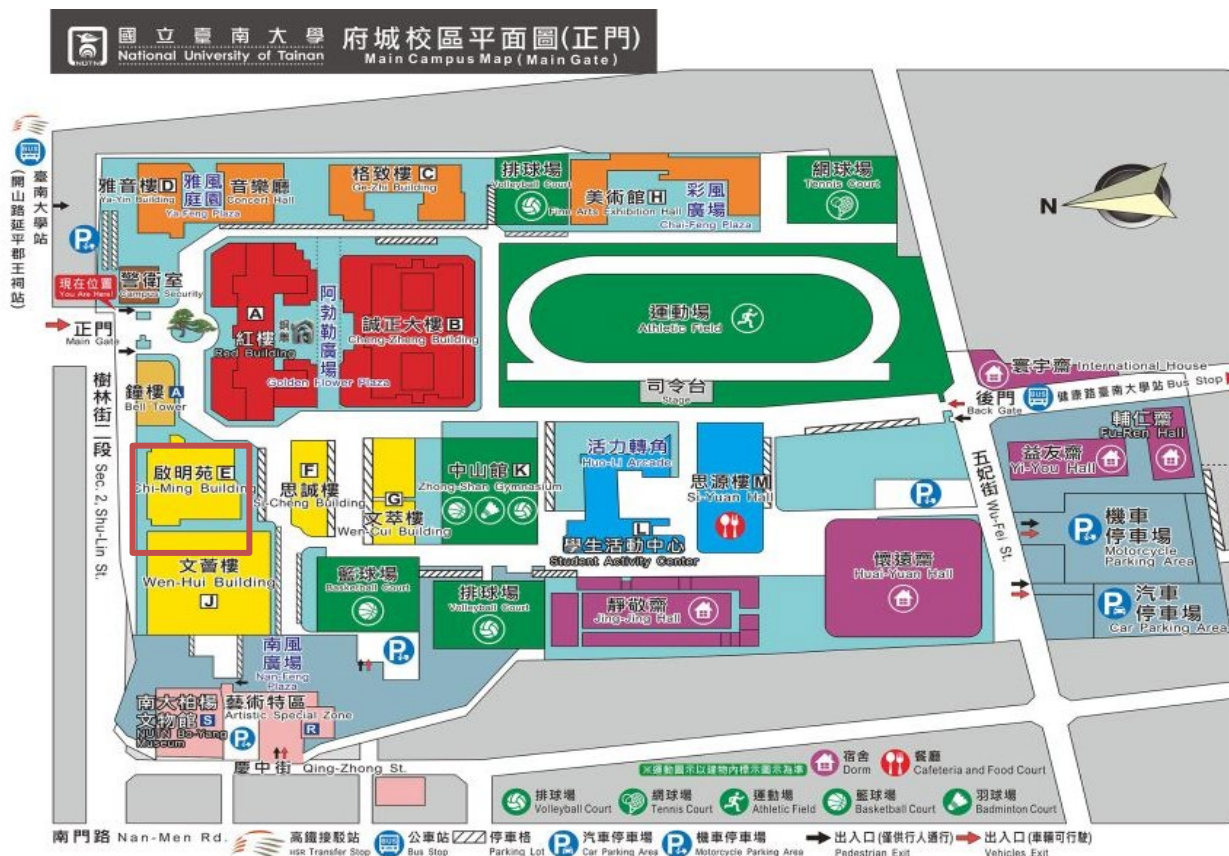 國立臺南大學 府城校區平面圖(正門)
NUTN National University of Tainan Main Campus Map (Main Gate)
BUS
臺南大學站
(開山路延平郡王祠站)
雅音樓 D
Ya-Yin Building
雅風庭園
Ya-Feng Plaza
音樂廳
Concert Hall
格致樓 C
Ge-Zhi Building
排球場
Volleyball Court
美術館 H
Fine Arts Exhibition Hall
彩風廣場
Chai-Feng Plaza
網球場
Tennis Court
N
P
警衛室
Campus Security
現在位置
You Are Here!
正門
Main Gate
A
紅樓
Red Building
銅雕
阿勃勒廣場
Golden Flower Plaza
誠正大樓 B
Cheng-Zheng Building
運動場
Athletic Field
司令台
Stage
鐘樓 A
Bell Tower
樹林街二段 Sec. 2 Shu-Lin St.
寰宇齋 International House
後門
Back Gate
BUS 健康路臺南大學站 Bus Stop
輔仁齋
Fu-Ren Hall
益友齋
Yi-You Hall
五妃街 Wu-Fei St.
啟明苑 E
Chi-Ming Building
F
思誠樓
Si-Cheng Building
G
文萃樓
Wen-Cui Building
中山館 K
Zhong-Shan Gymnasium
活力轉角
Huo-Li Arcade
思源樓 M
Si-Yuan Hall
L
學生活動中心
Student Activity Center
P
P 機車停車場
Motorcycle Parking Area
P 汽車停車場
Car Parking Area
文薈樓
Wen-Hui Building
J
籃球場
Basketball Court
排球場
Volleyball Court
靜敬齋
Jing-Jing Hall
懷遠齋
Huai-Yuan Hall
P
南風廣場
Nan-Feng Plaza
南大柏楊文物館 S
NUTN Bo-Yang Museum
藝術特區
Artistic Special Zone
R
P
慶中街 Qing-Zhong St.
※運動圖示以建物內標示圖示為準
宿舍
Dorm
餐廳
Cafeteria and Food Court
排球場
Volleyball Court
網球場
Tennis Court
運動場
Athletic Field
籃球場
Basketball Court
羽球場
Badminton Court
南門路 Nan-Men Rd.
高鐵接駁站
HSR Transfer Stop
BUS 公車站
Bus Stop
停車格
Parking Lot
P 汽車停車場
Car Parking Area
P 機車停車場
Motorcycle Parking Area
出入口(僅供行人通行)
Pedestrian Exit
出入口(車輛可行駛)
Vehicles Exit